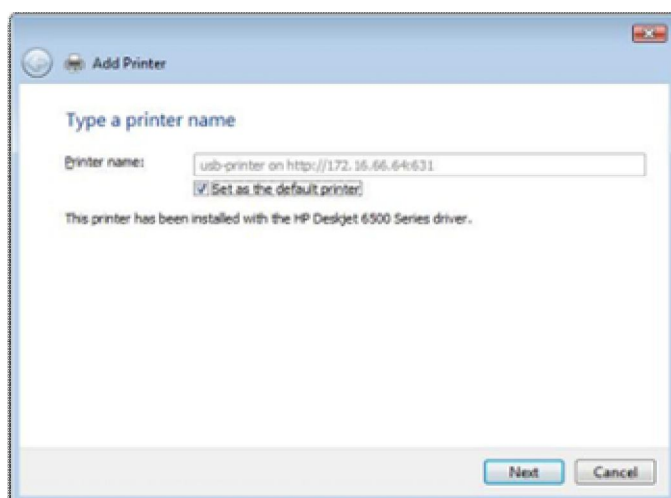 Add Printer
Type a printer name
Printer name: usb-printer on http://172.16.66.64:631
Set as the default printer
This printer has been installed with the HP Deskjet 6500 Series driver.
Next Cancel